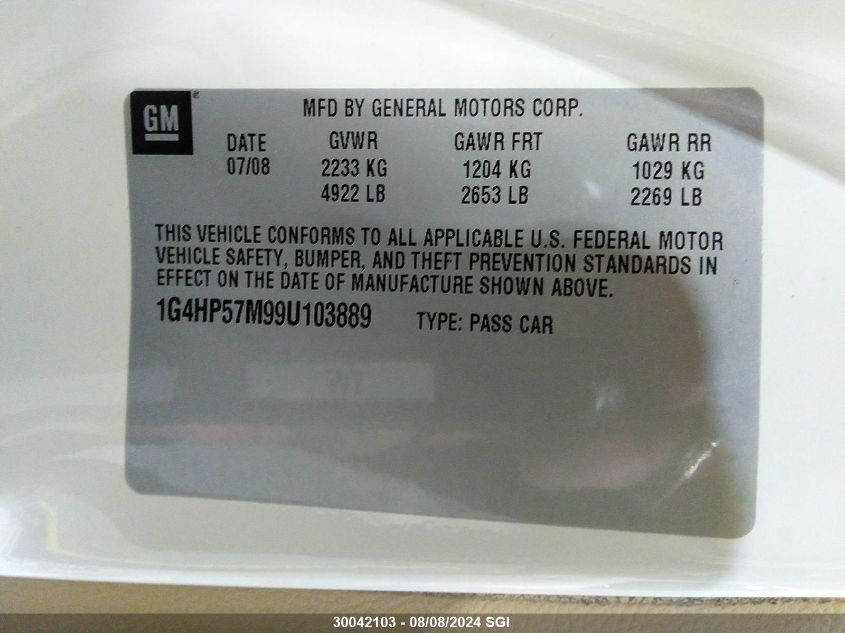 GM®
MFD BY GENERAL MOTORS CORP.
DATE GVWR GAWR FRT GAWR RR
07/08 2233 KG 1204 KG 1029 KG
4922 LB 2653 LB 2269 LB
THIS VEHICLE CONFORMS TO ALL APPLICABLE U.S. FEDERAL MOTOR
VEHICLE SAFETY, BUMPER, AND THEFT PREVENTION STANDARDS IN
EFFECT ON THE DATE OF MANUFACTURE SHOWN ABOVE.
1G4HP57M99U103889 TYPE: PASS CAR
30042103 - 08/08/2024 SGI